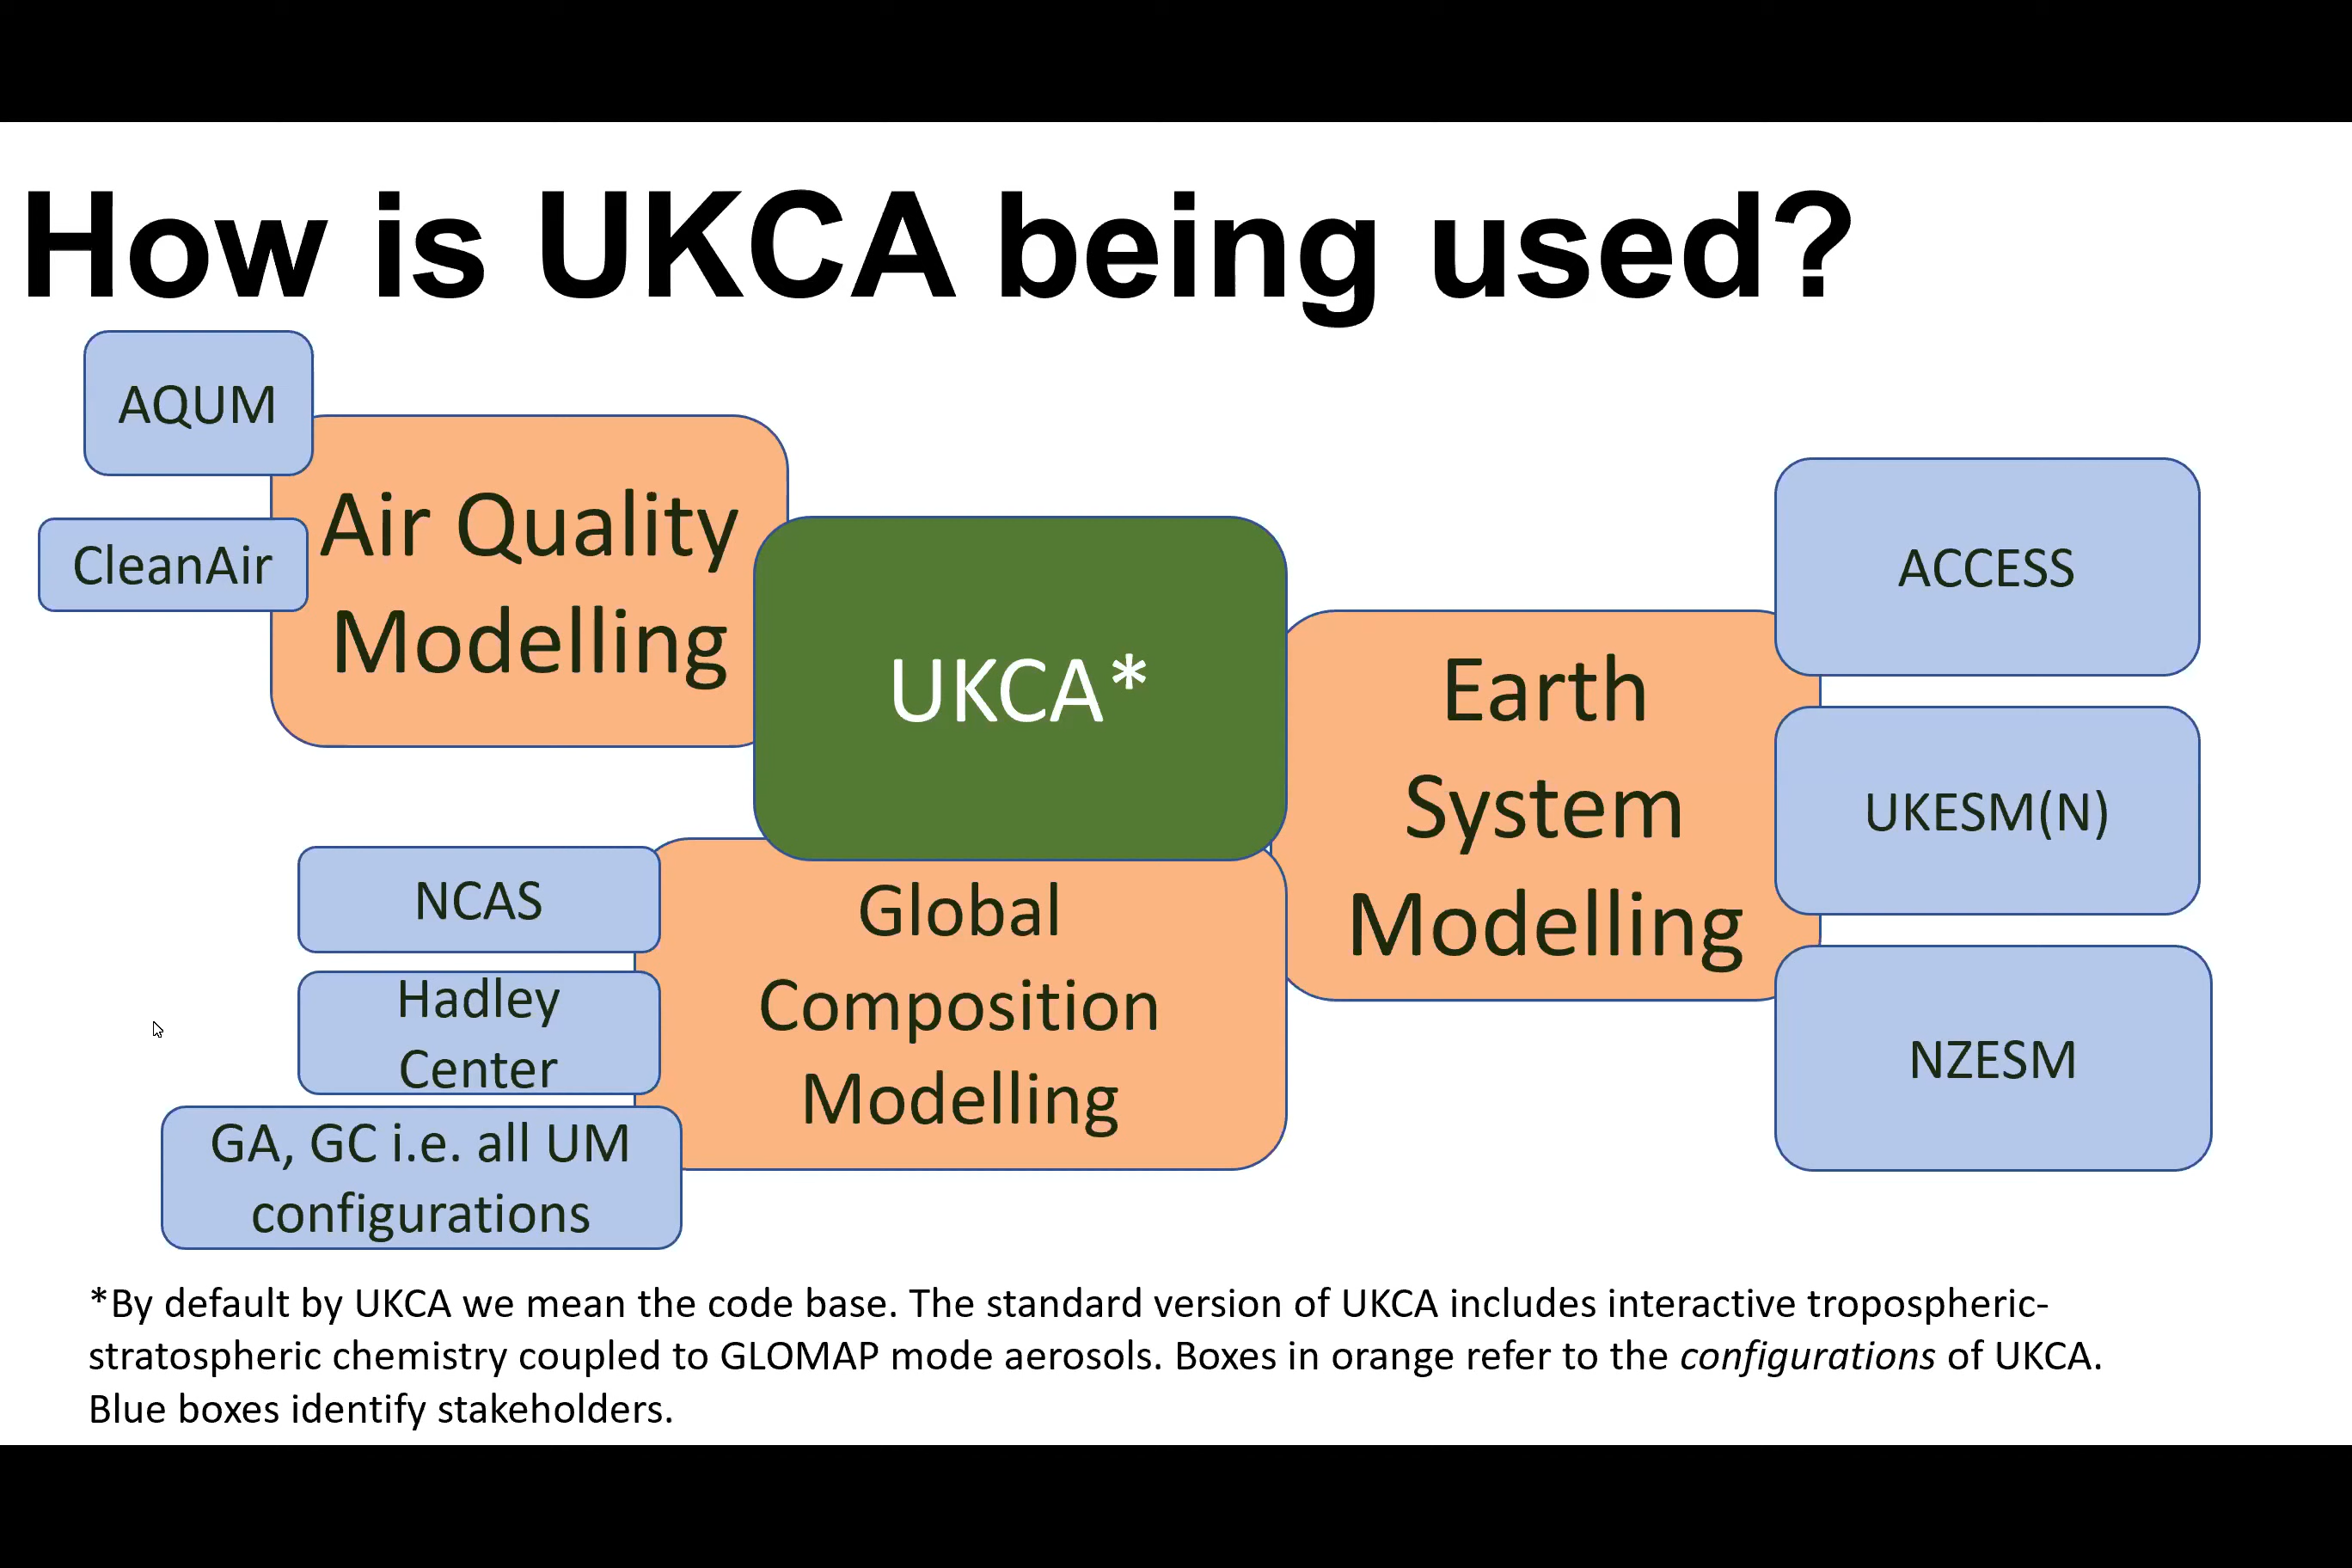 How is UKCA being used?
AQUM
CleanAir
Air Quality
Modelling
UKCA*
Earth
System
Modelling
ACCESS
UKESM(N)
NZESM
NCAS
Hadley
Center
GA, GC i.e. all UM
configurations
Global
Composition
Modelling
*By default by UKCA we mean the code base. The standard version of UKCA includes interactive tropospheric-
stratospheric chemistry coupled to GLOMAP mode aerosols. Boxes in orange refer to the configurations of UKCA.
Blue boxes identify stakeholders.